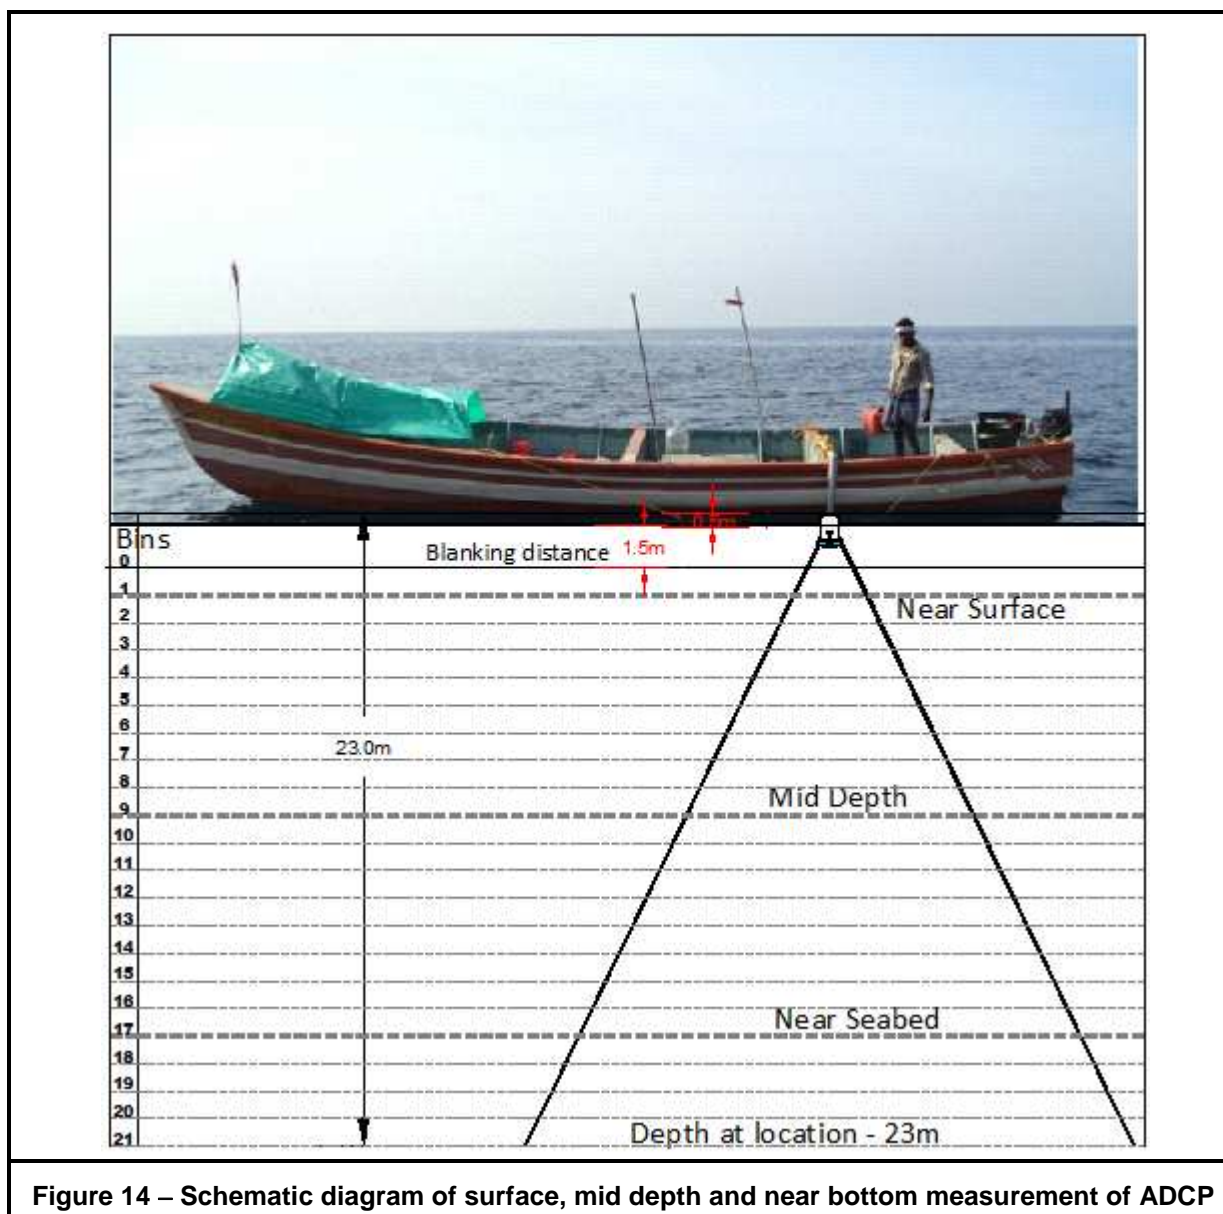 Bins
0
Blanking distance 1.5m
1
Near Surface
2
3
4
5
6
23.0m
7
8
Mid Depth
9
10
11
12
13
14
15
16
Near Seabed
17
18
19
20
Depth at location - 23m
21
Figure 14 – Schematic diagram of surface, mid depth and near bottom measurement of ADCP